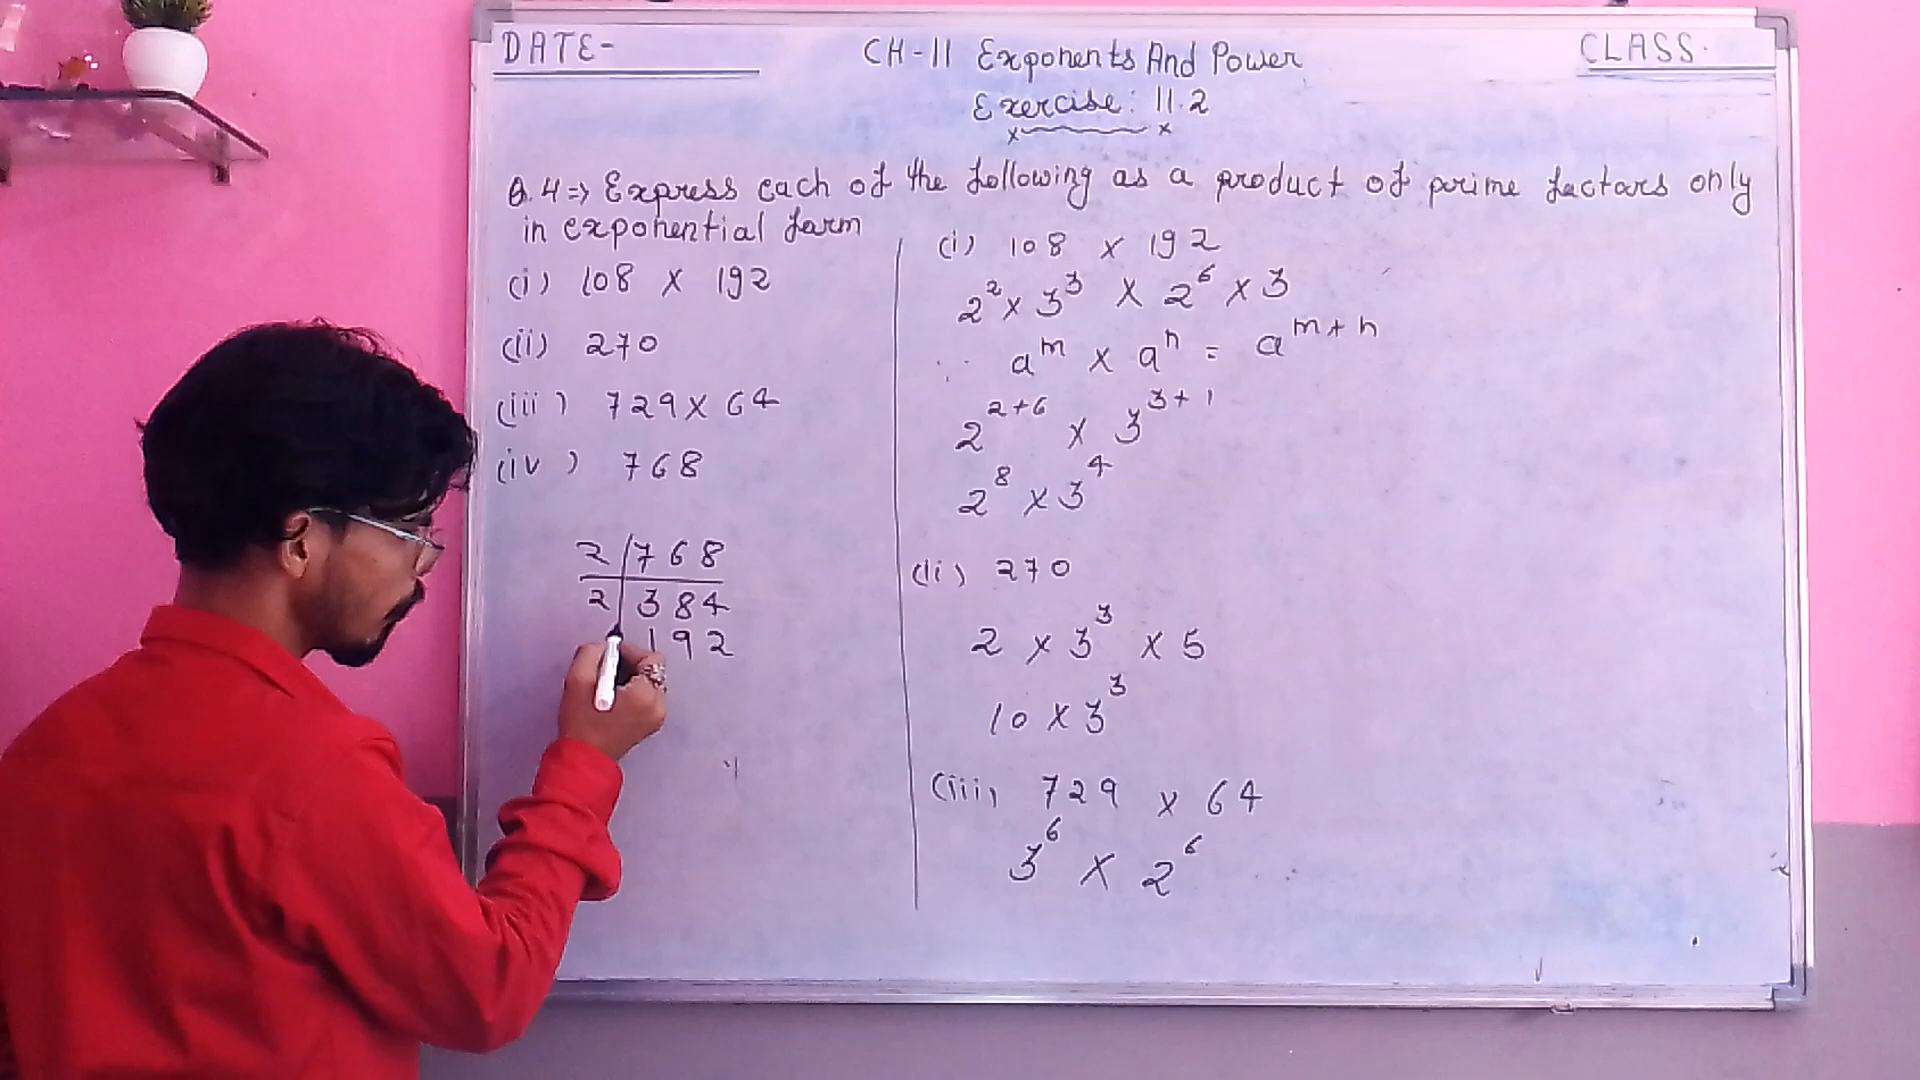 DATE-
CH-11 Exponents And Power
CLASS.
Exercise: 11.2
Q.4⇒ Express each of the following as a product of prime factors only
in exponential form
(i) 108 x 192
(ii) 270
(iii) 729 x 64
(iv) 768
2 | 768
2 | 384
192
(i) 108 x 192
2² x 3³ x 2⁶ x 3
aᵐ x aⁿ = aᵐ⁺ⁿ
2²⁺⁶ x 3³⁺¹
2⁸ x 3⁴
(ii) 270
2 x 3³ x 5
10 x 3³
(iii) 729 x 64
3⁶ x 2⁶